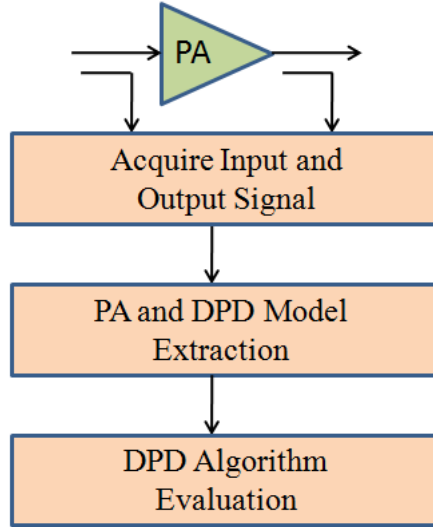 PA
Acquire Input and
Output Signal
PA and DPD Model
Extraction
DPD Algorithm
Evaluation